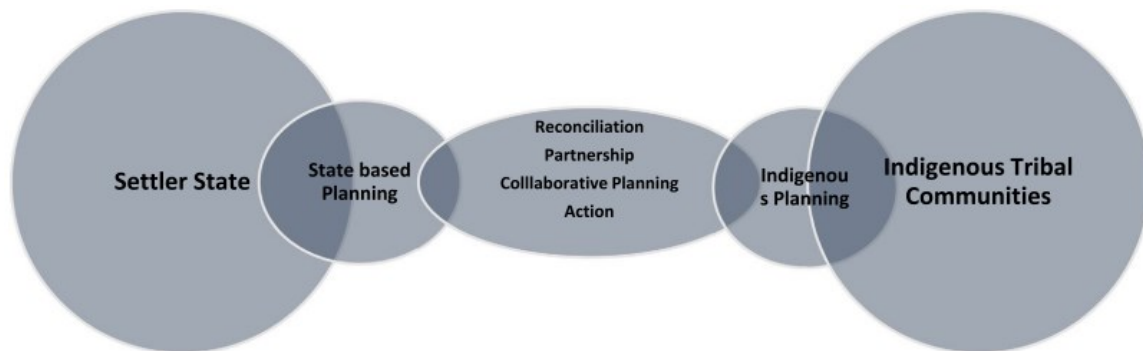 Settler State
State based
Planning
Reconciliation
Partnership
Colllaborative Planning
Action
Indigenou
s Planning
Indigenous Tribal
Communities